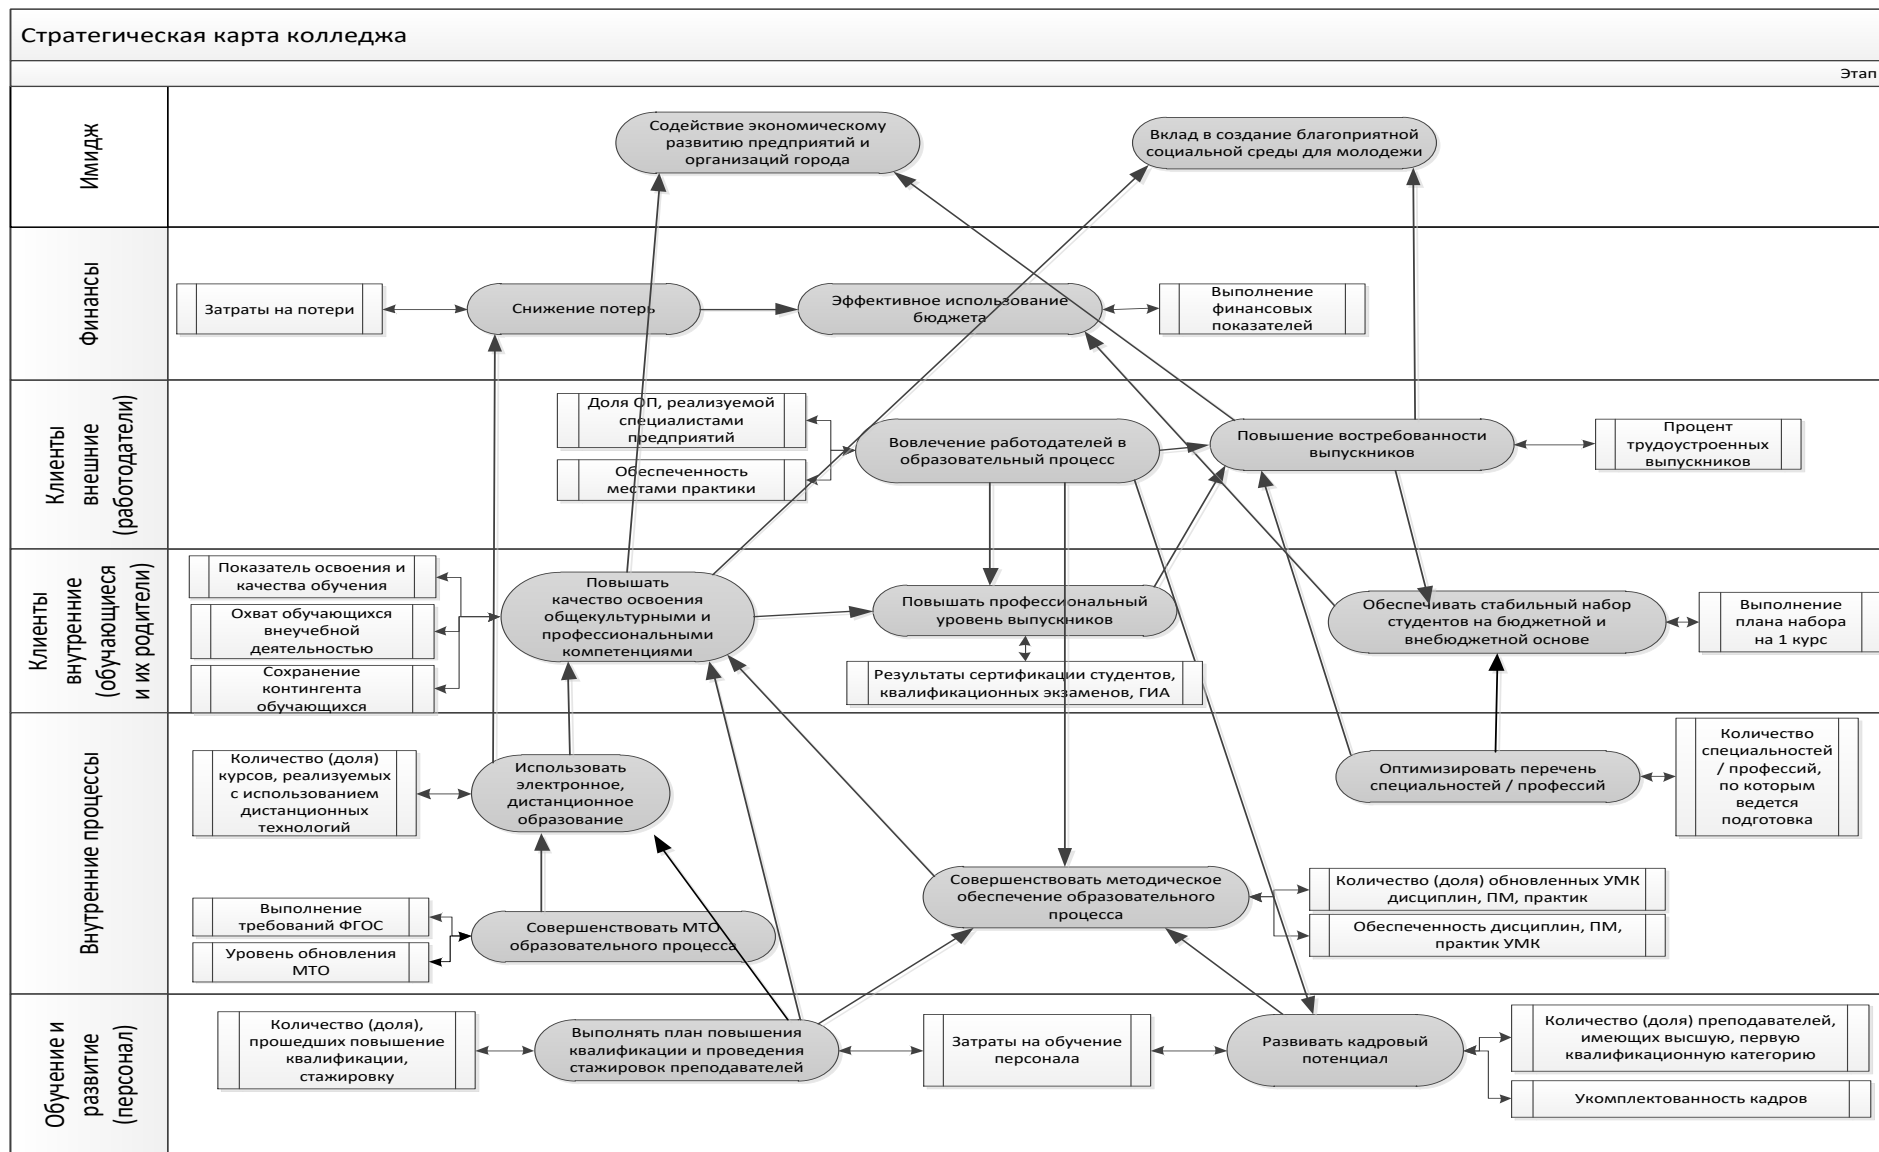 Стратегическая карта колледжа
Этап
Имидж
Содействие экономическому
развитию предприятий и
организаций города
Вклад в создание благоприятной
социальной среды для молодежи
Финансы
Затраты на потери
Снижение потерь
Эффективное использование
бюджета
Выполнение
финансовых
показателей
Клиенты
внешние
(работодатели)
Доля ОП, реализуемой
специалистами
предприятий
Обеспеченность
местами практики
Вовлечение работодателей в
образовательный процесс
Повышение востребованности
выпускников
Процент
трудоустроенных
выпускников
Клиенты
внутренние
(обучающиеся
и их родители)
Показатель освоения и
качества обучения
Охват обучающихся
внеучебной
деятельностью
Сохранение
контингента
обучающихся
Повышать
качество освоения
общекультурными и
профессиональными
компетенциями
Повышать профессиональный
уровень выпускников
Результаты сертификации студентов,
квалификационных экзаменов, ГИА
Обеспечивать стабильный набор
студентов на бюджетной и
внебюджетной основе
Выполнение
плана набора
на 1 курс
Внутренние процессы
Количество (доля)
курсов, реализуемых
с использованием
дистанционных
технологий
Использовать
электронное,
дистанционное
образование
Оптимизировать перечень
специальностей / профессий
Количество
специальностей
/ профессий,
по которым
ведется
подготовка
Выполнение
требований ФГОС
Уровень обновления
МТО
Совершенствовать МТО
образовательного процесса
Совершенствовать методическое
обеспечение образовательного
процесса
Количество (доля) обновленных УМК
дисциплин, ПМ, практик
Обеспеченность дисциплин, ПМ,
практик УМК
Обучение и
развитие
(персонал)
Количество (доля),
прошедших повышение
квалификации,
стажировку
Выполнять план повышения
квалификации и проведения
стажировок преподавателей
Затраты на обучение
персонала
Развивать кадровый
потенциал
Количество (доля) преподавателей,
имеющих высшую, первую
квалификационную категорию
Укомплектованность кадров